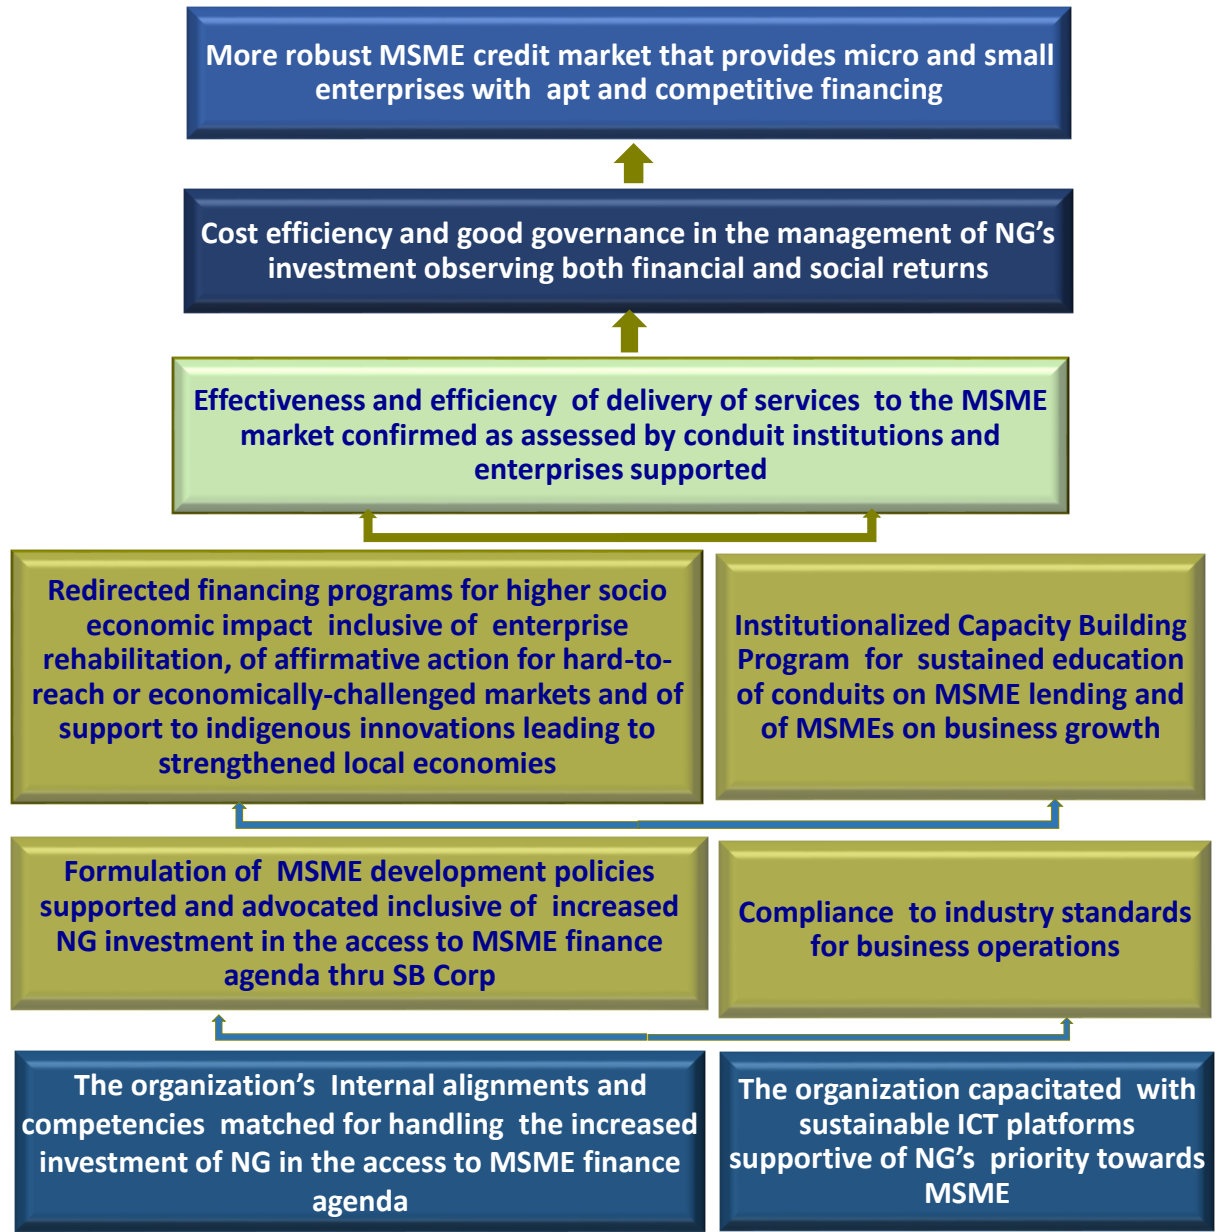 More robust MSME credit market that provides micro and small
enterprises with apt and competitive financing
Cost efficiency and good governance in the management of NG's
investment observing both financial and social returns
Effectiveness and efficiency of delivery of services to the MSME
market confirmed as assessed by conduit institutions and
enterprises supported
Redirected financing programs for higher socio
economic impact inclusive of enterprise
rehabilitation, of affirmative action for hard-to-
reach or economically-challenged markets and of
support to indigenous innovations leading to
strengthened local economies
Institutionalized Capacity Building
Program for sustained education
of conduits on MSME lending and
of MSMEs on business growth
Formulation of MSME development policies
supported and advocated inclusive of increased
NG investment in the access to MSME finance
agenda thru SB Corp
Compliance to industry standards
for business operations
The organization's Internal alignments and
competencies matched for handling the increased
investment of NG in the access to MSME finance
agenda
The organization capacitated with
sustainable ICT platforms
supportive of NG's priority towards
MSME